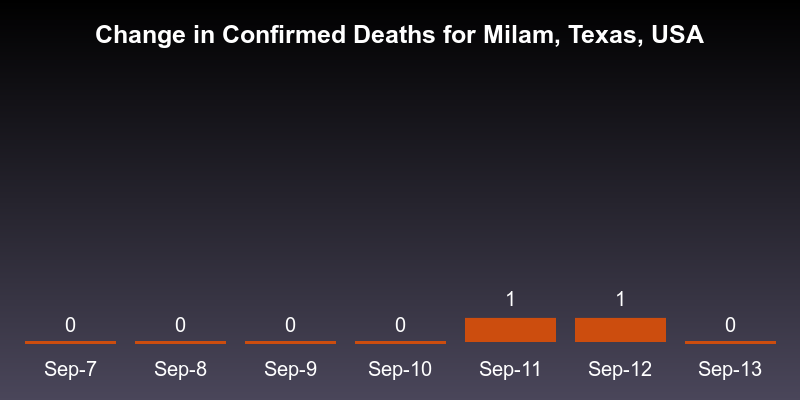 Change in Confirmed Deaths for Milam, Texas, USA
1 1
0 0 0 0 0
Sep-7 Sep-8 Sep-9 Sep-10 Sep-11 Sep-12 Sep-13